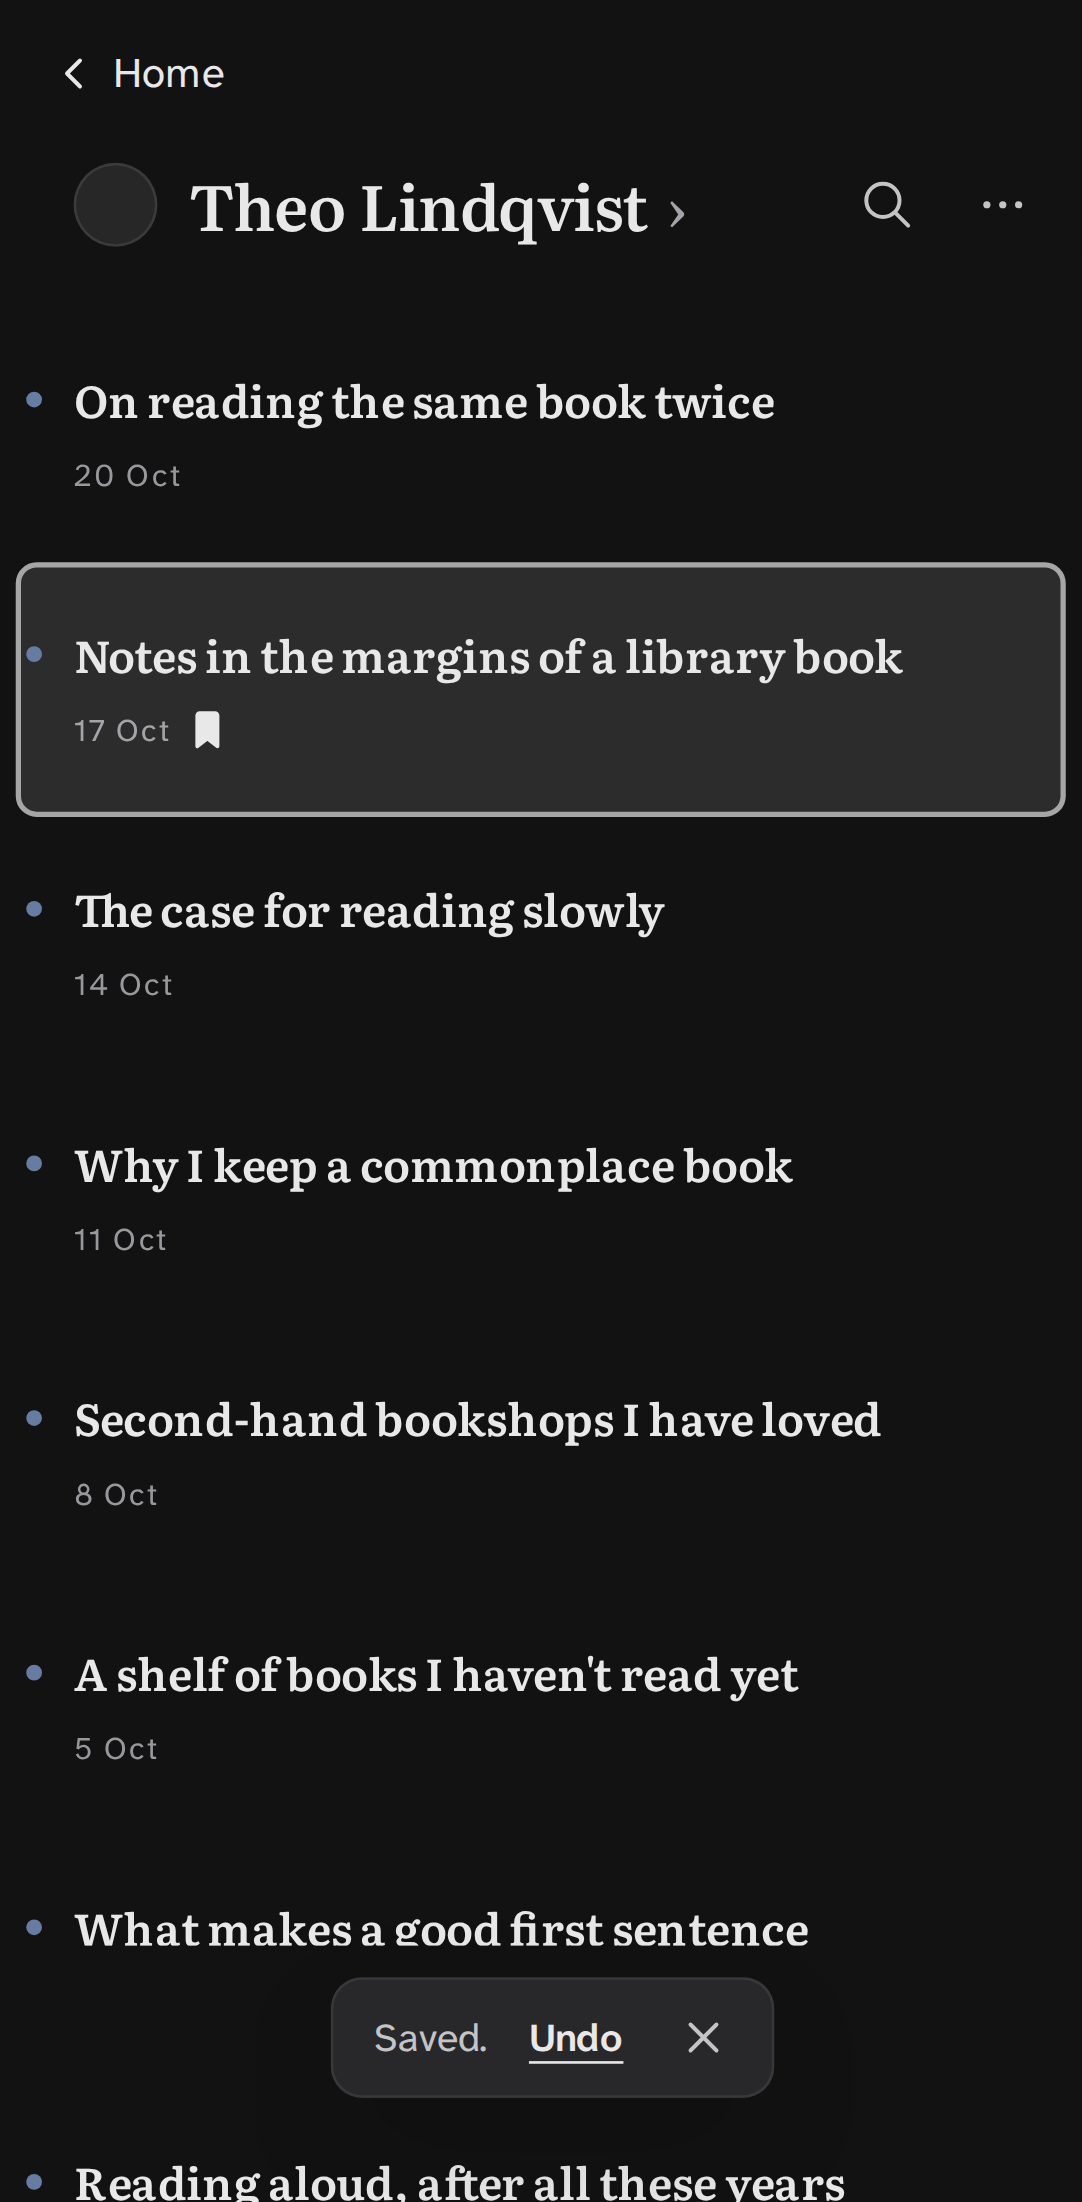 Home
Theo Lindqvist ›
On reading the same book twice
20 Oct
Notes in the margins of a library book
17 Oct
The case for reading slowly
14 Oct
Why I keep a commonplace book
11 Oct
Second-hand bookshops I have loved
8 Oct
A shelf of books I haven't read yet
5 Oct
What makes a good first sentence
Saved. Undo
Reading aloud, after all these years